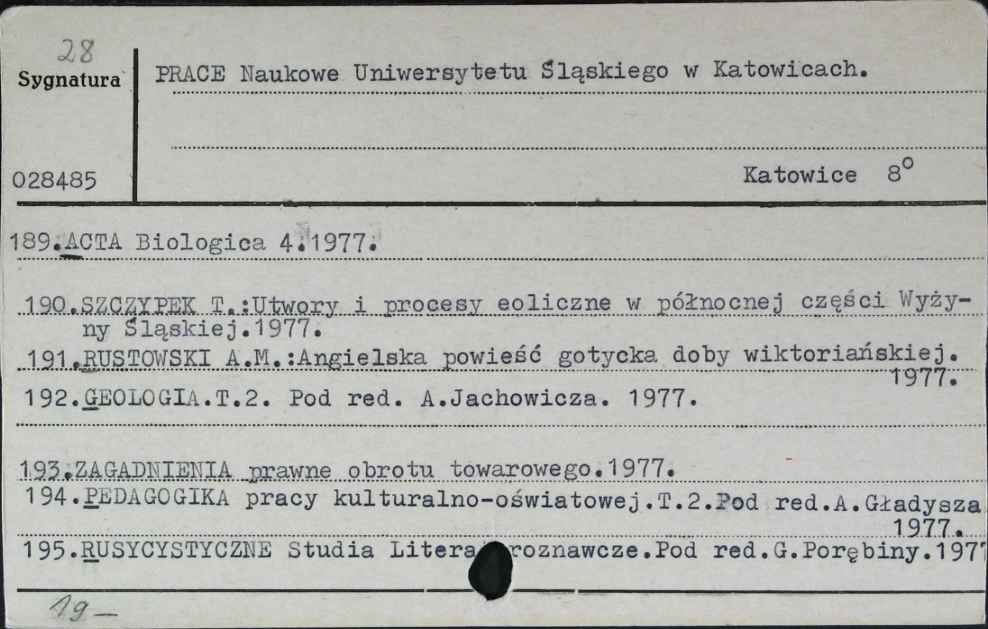 28
Sygnatura
PRACE Naukowe Uniwersytetu Śląskiego w Katowicach.
028485
Katowice 8°
189.ACTA Biologica 4.1977.
190.SZCZYPEK T.:Utwory i procesy eoliczne w północnej części Wyży-
ny Śląskiej.1977.
191.RUSTOWSKI A.M.:Angielska powieść gotycka doby wiktoriańskiej.
1977.
192.GEOLOGIA.T.2. Pod red. A.Jachowicza. 1977.
193.ZAGADNIENIA prawne obrotu towarowego.1977.
194.PEDAGOGIKA pracy kulturalno-oświatowej.T.2.Pod red.A.Gładysza
1977.
195.RUSYCYSTYCZNE Studia Litera roznawcze.Pod red.G.Porębiny.1977
19-